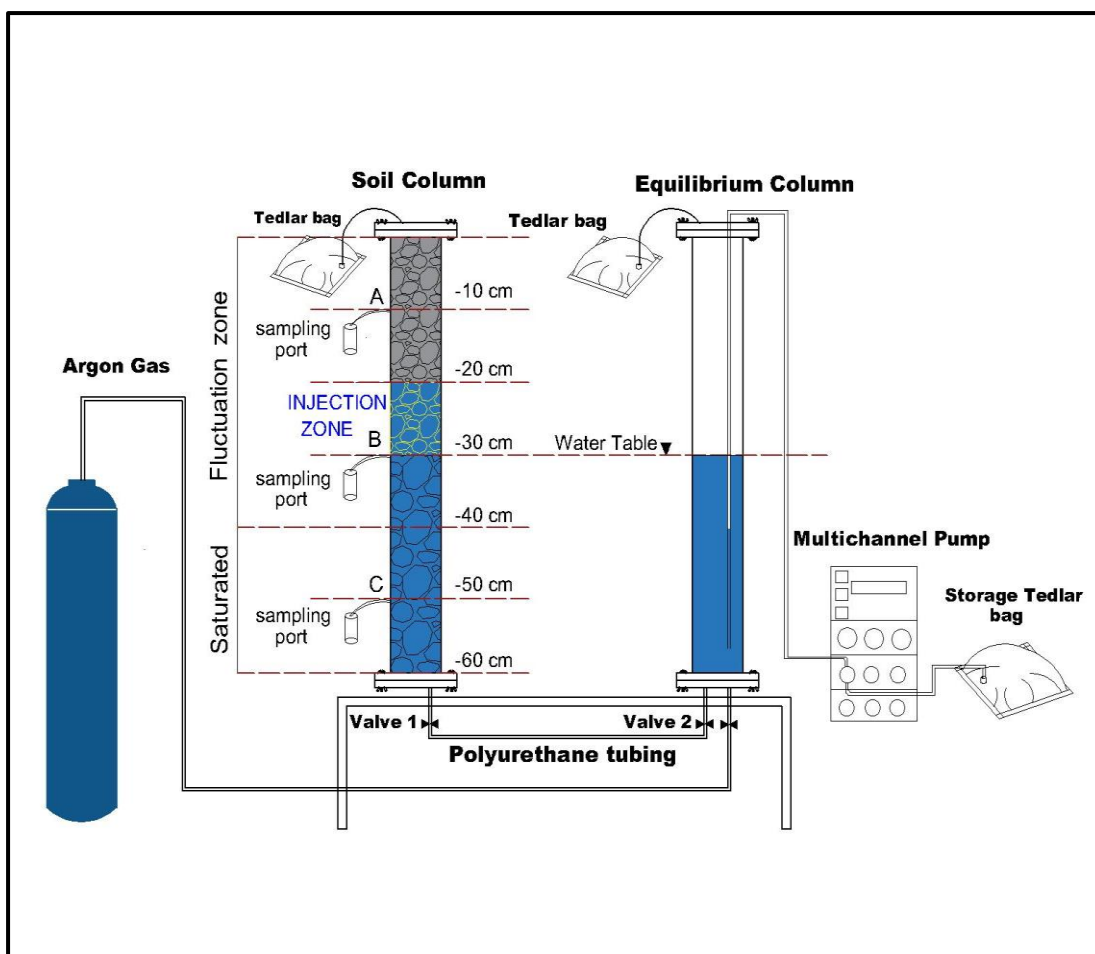 Soil Column
Equilibrium Column
Tedlar bag
Tedlar bag
A
-10 cm
sampling
port
Fluctuation zone
Argon Gas
-20 cm
INJECTION
ZONE
B
-30 cm
Water Table
sampling
port
-40 cm
Multichannel Pump
Saturated
C
-50 cm
Storage Tedlar
bag
sampling
port
-60 cm
Valve 1
Valve 2
Polyurethane tubing